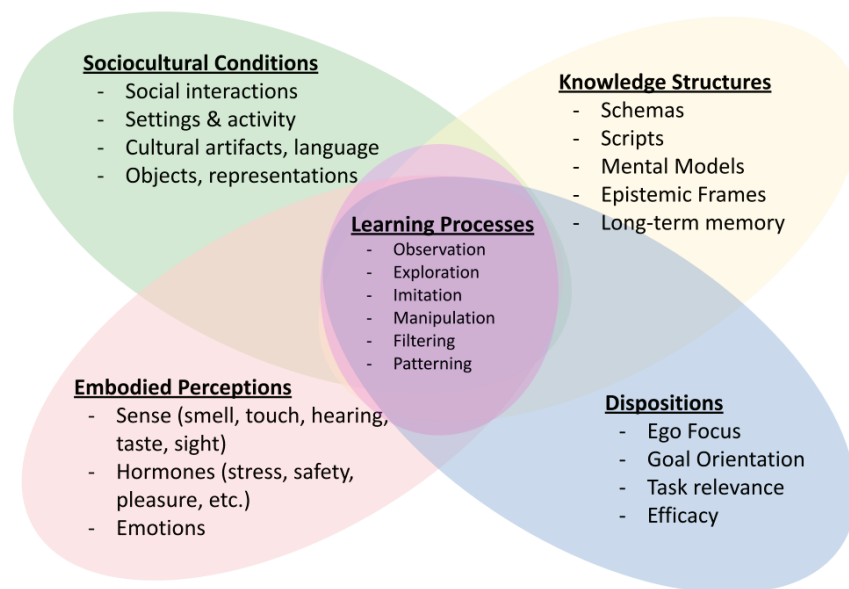 Sociocultural Conditions
- Social interactions
- Settings & activity
- Cultural artifacts, language
- Objects, representations
Knowledge Structures
- Schemas
- Scripts
- Mental Models
- Epistemic Frames
- Long-term memory
Learning Processes
- Observation
- Exploration
- Imitation
- Manipulation
- Filtering
- Patterning
Embodied Perceptions
- Sense (smell, touch, hearing,
taste, sight)
- Hormones (stress, safety,
pleasure, etc.)
- Emotions
Dispositions
- Ego Focus
- Goal Orientation
- Task relevance
- Efficacy